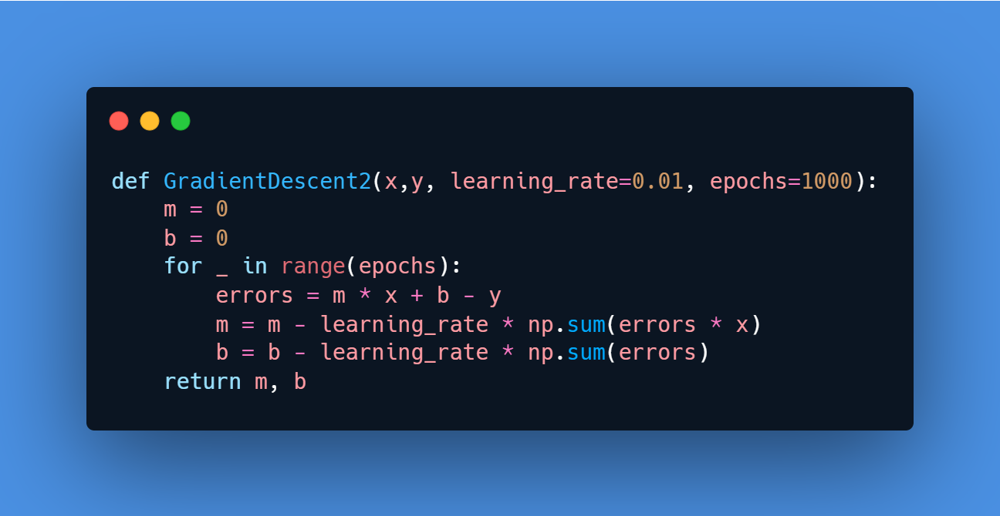 def GradientDescent2(x,y, learning_rate=0.01, epochs=1000):
    m = 0
    b = 0
    for _ in range(epochs):
        errors = m * x + b - y
        m = m - learning_rate * np.sum(errors * x)
        b = b - learning_rate * np.sum(errors)
    return m, b